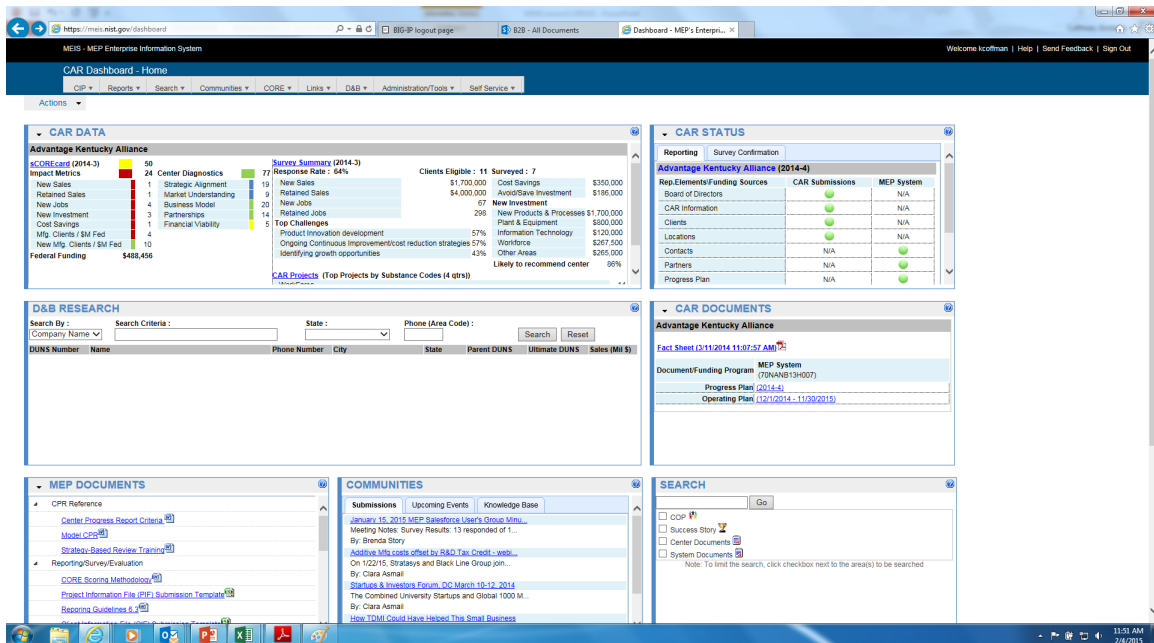 https://meis.nist.gov/dashboard
BIG-IP logout page
B2B - All Documents
Dashboard - MEP's Enterpri...
MEIS - MEP Enterprise Information System
Welcome kcoffman | Help | Send Feedback | Sign Out
CAR Dashboard - Home
CIP Reports Search Communities CORE Links D&B Administration/Tools Self Service
Actions
CAR DATA
Advantage Kentucky Alliance
sCOREcard (2014-3) 50
Impact Metrics 24
New Sales 1
Retained Sales 1
New Jobs 4
New Investment 3
Cost Savings 1
Mfg. Clients / $M Fed 4
New Mfg. Clients / $M Fed 10
Federal Funding $488,456
Center Diagnostics 77
Strategic Alignment 19
Market Understanding 9
Business Model 20
Partnerships 14
Financial Viability 5
Survey Summary (2014-3)
Response Rate : 64% Clients Eligible : 11 Surveyed : 7
New Sales $1,700,000
Retained Sales $4,000,000
New Jobs 67
Retained Jobs 298
Top Challenges
Product Innovation development 57%
Ongoing Continuous Improvement/cost reduction strategies 57%
Identifying growth opportunities 43%
Cost Savings $350,000
Avoid/Save Investment $186,000
New Investment
New Products & Processes $1,700,000
Plant & Equipment $800,000
Information Technology $120,000
Workforce $267,500
Other Areas $265,000
Likely to recommend center 86%
CAR Projects (Top Projects by Substance Codes (4 qtrs))
CAR STATUS
Reporting Survey Confirmation
Advantage Kentucky Alliance (2014-4)
Rep.Elements\Funding Sources CAR Submissions MEP System
Board of Directors N/A
CAR Information N/A
Clients N/A
Locations N/A
Contacts N/A
Partners N/A
Progress Plan N/A
D&B RESEARCH
Search By : Search Criteria : State : Phone (Area Code) :
Company Name Search Reset
DUNS Number Name Phone Number City State Parent DUNS Ultimate DUNS Sales (Mil $)
CAR DOCUMENTS
Advantage Kentucky Alliance
Fact Sheet (3/11/2014 11:07:57 AM)
Document/Funding Program MEP System
(70NANB13H007)
Progress Plan (2014-4)
Operating Plan (12/1/2014 - 11/30/2015)
MEP DOCUMENTS
CPR Reference
Center Progress Report Criteria
Model CPR
Strategy-Based Review Training
Reporting/Survey/Evaluation
CORE Scoring Methodology
Project Information File (PIF) Submission Template
Reporing Guidelines 6.3
COMMUNITIES
Submissions Upcoming Events Knowledge Base
January 15, 2015 MEP Salesforce User's Group Minu...
Meeting Notes: Survey Results: 13 responded of 1...
By: Brenda Story
Additive Mfg costs offset by R&D Tax Credit - webi...
On 1/22/15, Stratasys and Black Line Group join...
By: Clara Asmail
Startups & Investors Forum, DC March 10-12, 2014
The Combined University Startups and Global 1000 M...
By: Clara Asmail
How TDMI Could Have Helped This Small Business
SEARCH
Go
COP
Success Story
Center Documents
System Documents
Note: To limit the search, click checkbox next to the area(s) to be searched
11:51 AM
2/4/2015